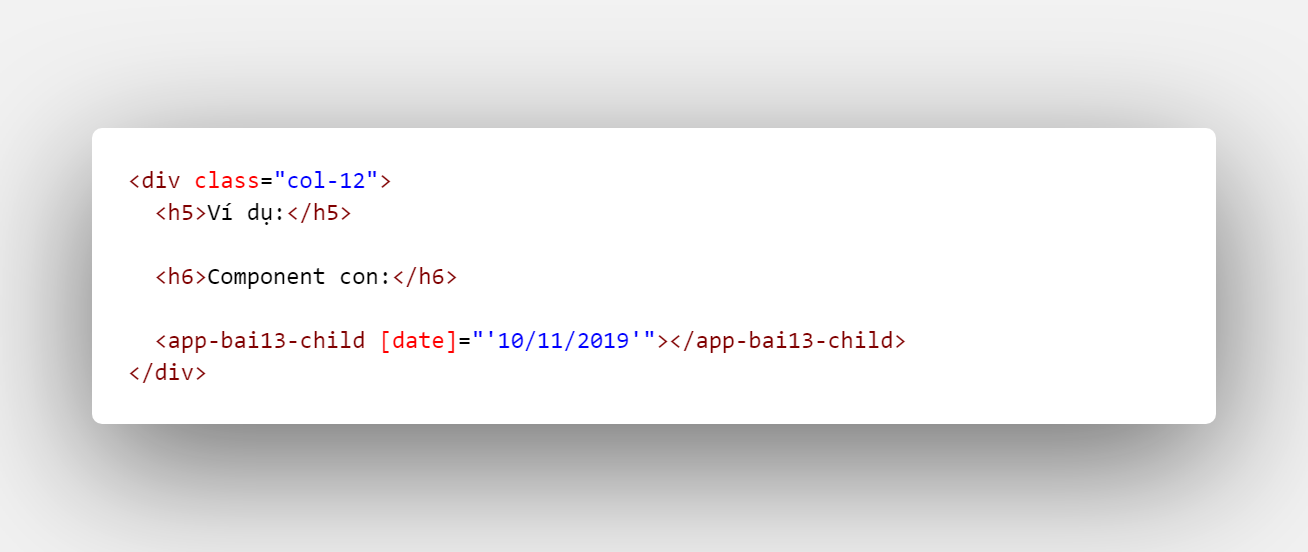 <div class="col-12">
<h5>Ví dụ:</h5>
<h6>Component con:</h6>
<app-bai13-child [date]="'10/11/2019'"></app-bai13-child>
</div>